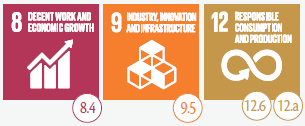 8 DECENT WORK AND
ECONOMIC GROWTH
9 INDUSTRY, INNOVATION
AND INFRASTRUCTURE
12 RESPONSIBLE
CONSUMPTION
AND PRODUCTION
8.4
9.5
12.6
12.a